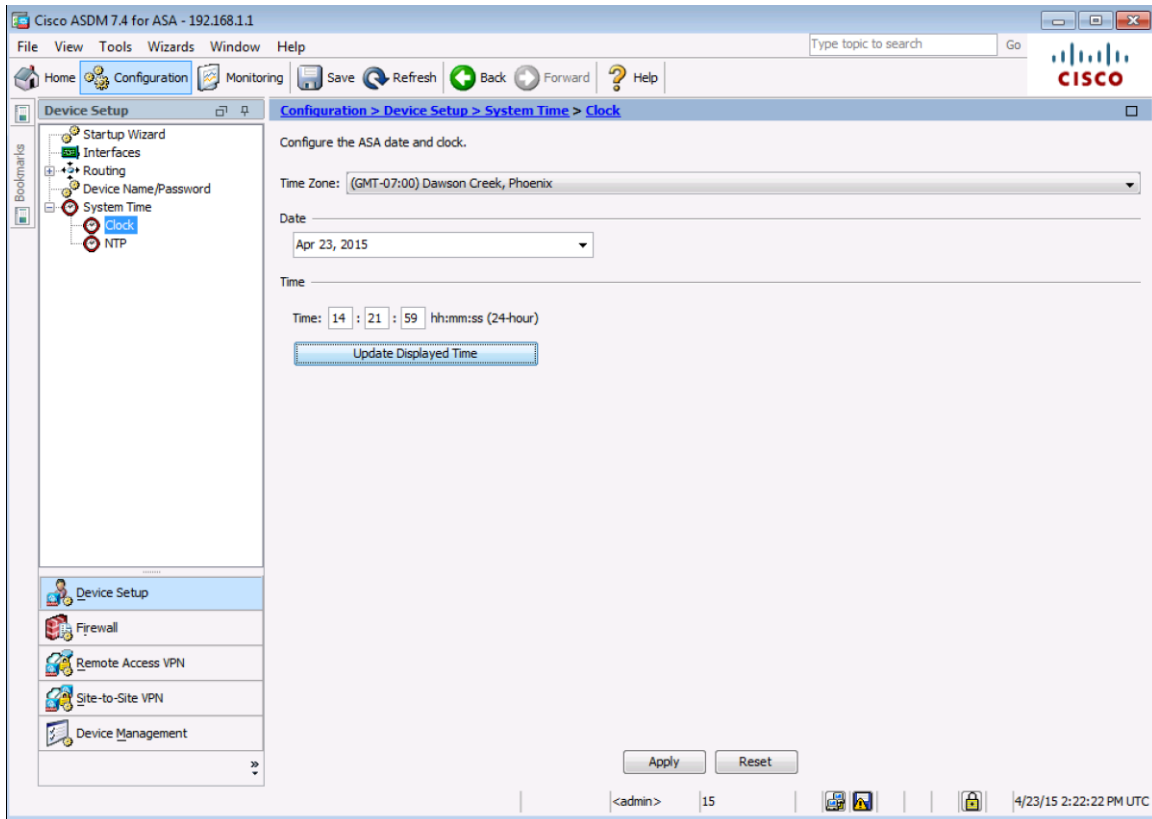 Cisco ASDM 7.4 for ASA - 192.168.1.1
File View Tools Wizards Window Help
Type topic to search Go
Home Configuration Monitoring Save Refresh Back Forward Help
CISCO
Bookmarks
Device Setup
Startup Wizard
Interfaces
Routing
Device Name/Password
System Time
Clock
NTP
Device Setup
Firewall
Remote Access VPN
Site-to-Site VPN
Device Management
Configuration > Device Setup > System Time > Clock
Configure the ASA date and clock.
Time Zone: (GMT-07:00) Dawson Creek, Phoenix
Date
Apr 23, 2015
Time
Time: 14 : 21 : 59 hh:mm:ss (24-hour)
Update Displayed Time
Apply Reset
<admin> 15 4/23/15 2:22:22 PM UTC